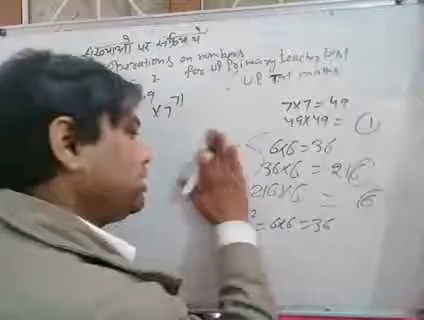 संख्याओं पर संक्रियायें
Operations on numbers
for UP Primary teacher
UP Tet maths
7x7=49
49x49= 1
6x6=36
36x6=216
216x6 = 6
=6x6=36